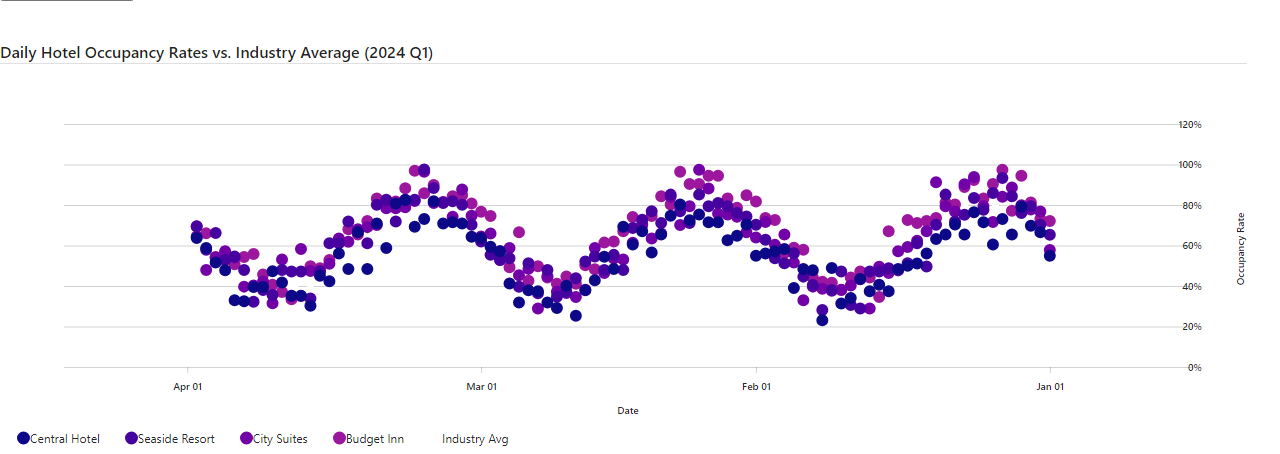 Daily Hotel Occupancy Rates vs. Industry Average (2024 Q1)
120%
100%
80%
60%
40%
20%
0%
Occupancy Rate
Apr 01
Mar 01
Feb 01
Jan 01
Date
Central Hotel
Seaside Resort
City Suites
Budget Inn
Industry Avg